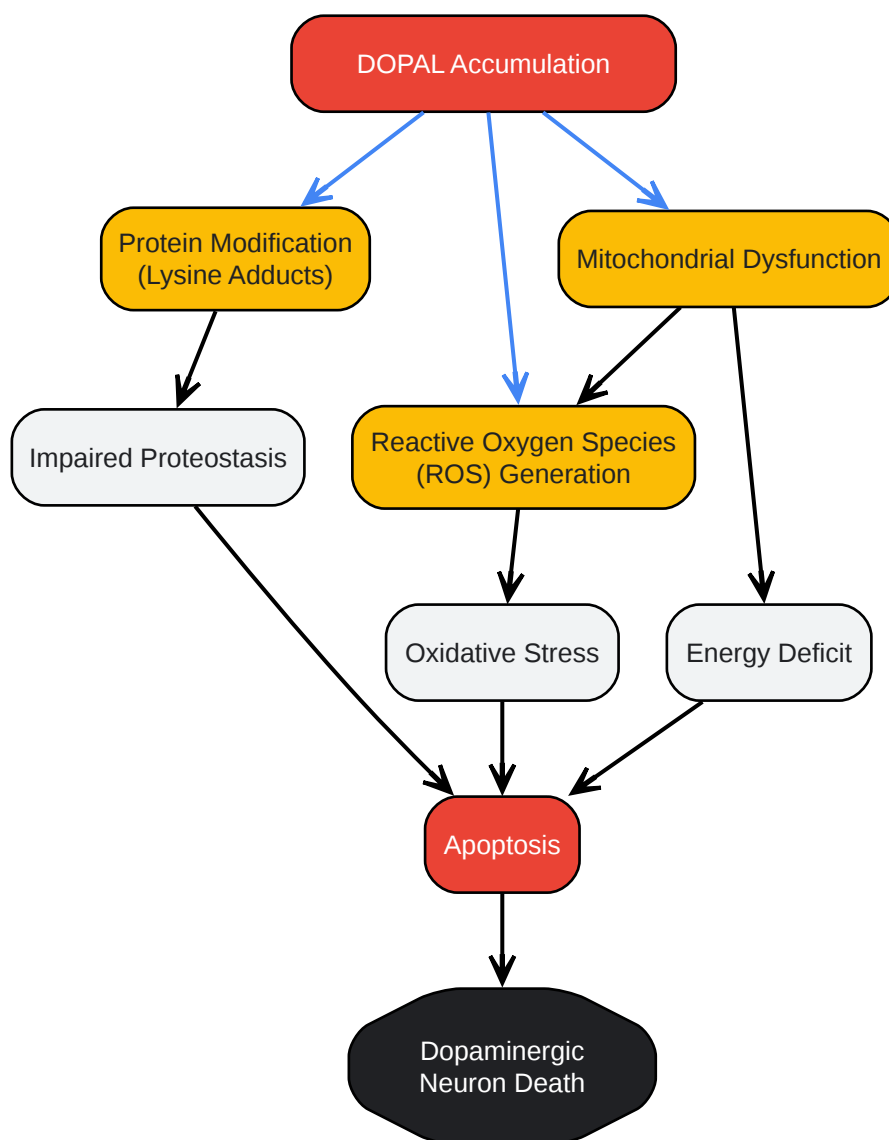 DOPAL Accumulation
Protein Modification
(Lysine Adducts)
Mitochondrial Dysfunction
Impaired Proteostasis
Reactive Oxygen Species
(ROS) Generation
Oxidative Stress
Energy Deficit
Apoptosis
Dopaminergic
Neuron Death